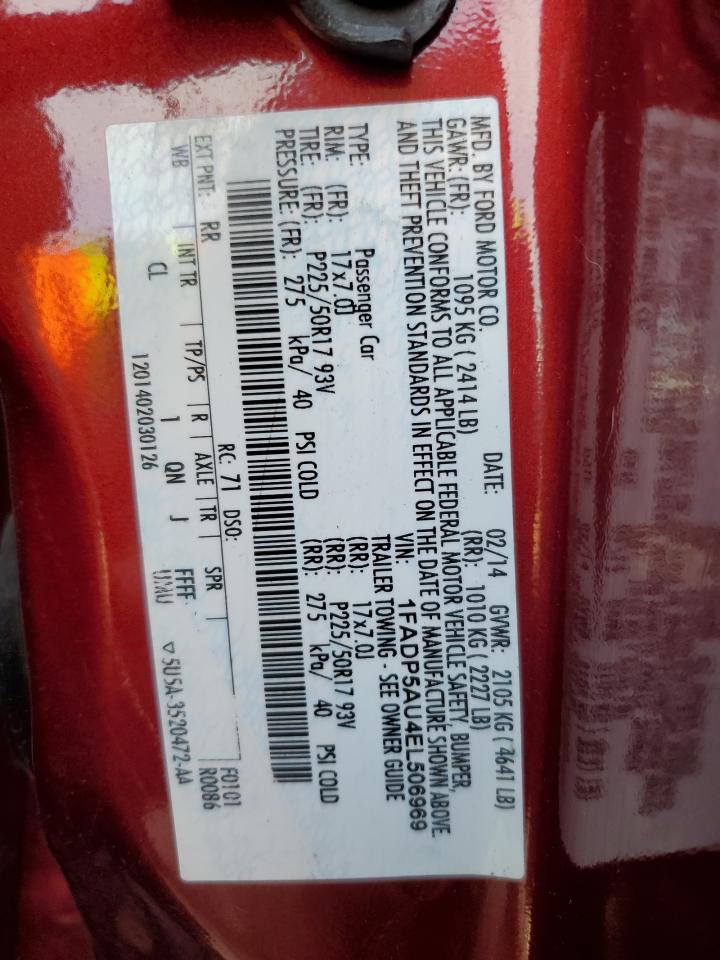 MFD. BY FORD MOTOR CO. DATE: 02/14 GVWR: 2105 KG ( 4641 LB)
GAWR: (FR): 1095 KG ( 2414 LB) (RR): 1010 KG ( 2227 LB)
THIS VEHICLE CONFORMS TO ALL APPLICABLE FEDERAL MOTOR VEHICLE SAFETY, BUMPER,
AND THEFT PREVENTION STANDARDS IN EFFECT ON THE DATE OF MANUFACTURE SHOWN ABOVE.
VIN: 1FADP5AU4EL506969
TYPE: Passenger Car TRAILER TOWING - SEE OWNER GUIDE
RIM: (FR): 17x7.0J (RR): 17x7.0J
TIRE: (FR): P225/50R17 93V (RR): P225/50R17 93V
PRESSURE: (FR): 275 kPa/ 40 PSI COLD (RR): 275 kPa/ 40 PSI COLD
EXT PNT: RR RC: 71 DSO: F0101
WB | INT TR | TP/PS | R | AXLE | TR | SPR | R0086
CL 1 QN J FFFF
1201402030126 UMU ▽5U5A-3520472-AA